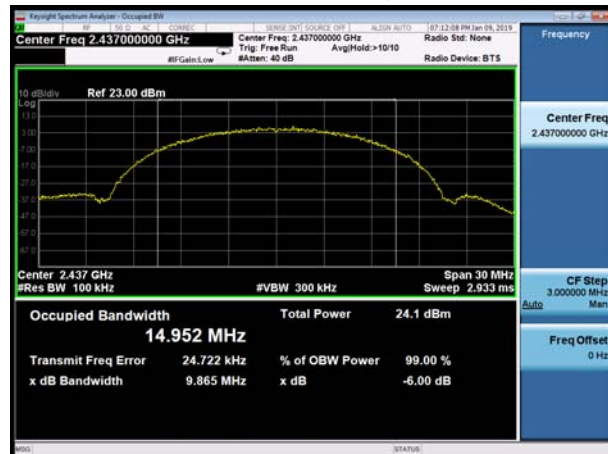 Keysight Spectrum Analyzer - Occupied BW
RF 50 Ω AC CORREC SENSE:INT SOURCE OFF ALIGN AUTO 07:12:08 PM Jan 09, 2019
Center Freq 2.437000000 GHz Center Freq: 2.437000000 GHz Radio Std: None
Trig: Free Run Avg|Hold:>10/10
#IFGain:Low #Atten: 40 dB Radio Device: BTS
Frequency
10 dB/div Ref 23.00 dBm
Log
13.0
3.00
-7.00
-17.0
-27.0
-37.0
-47.0
-57.0
-67.0
Center 2.437 GHz Span 30 MHz
#Res BW 100 kHz #VBW 300 kHz Sweep 2.933 ms
Occupied Bandwidth Total Power 24.1 dBm
14.952 MHz
Transmit Freq Error 24.722 kHz % of OBW Power 99.00 %
x dB Bandwidth 9.865 MHz x dB -6.00 dB
Center Freq
2.437000000 GHz
CF Step
3.000000 MHz
Auto Man
Freq Offset
0 Hz
MSG STATUS